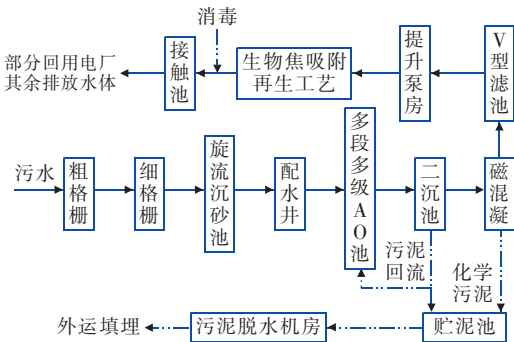 消毒
部分回用电厂
其余排放水体
接触池
生物焦吸附
再生工艺
提升泵房
V型滤池
污水
粗格栅
细格栅
旋流沉砂池
配水井
多段多级AO池
二沉池
磁混凝
污泥
回流
化学
污泥
外运填埋
污泥脱水机房
贮泥池